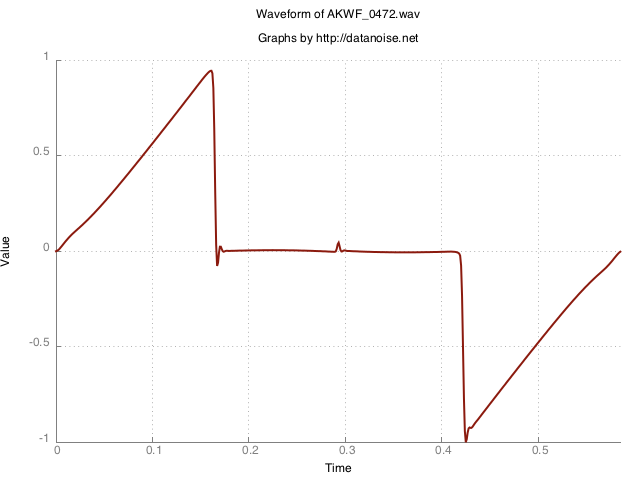 Waveform of AKWF_0472.wav
Graphs by http://datanoise.net
1
0.5
0
-0.5
-1
Value
0 0.1 0.2 0.3 0.4 0.5
Time